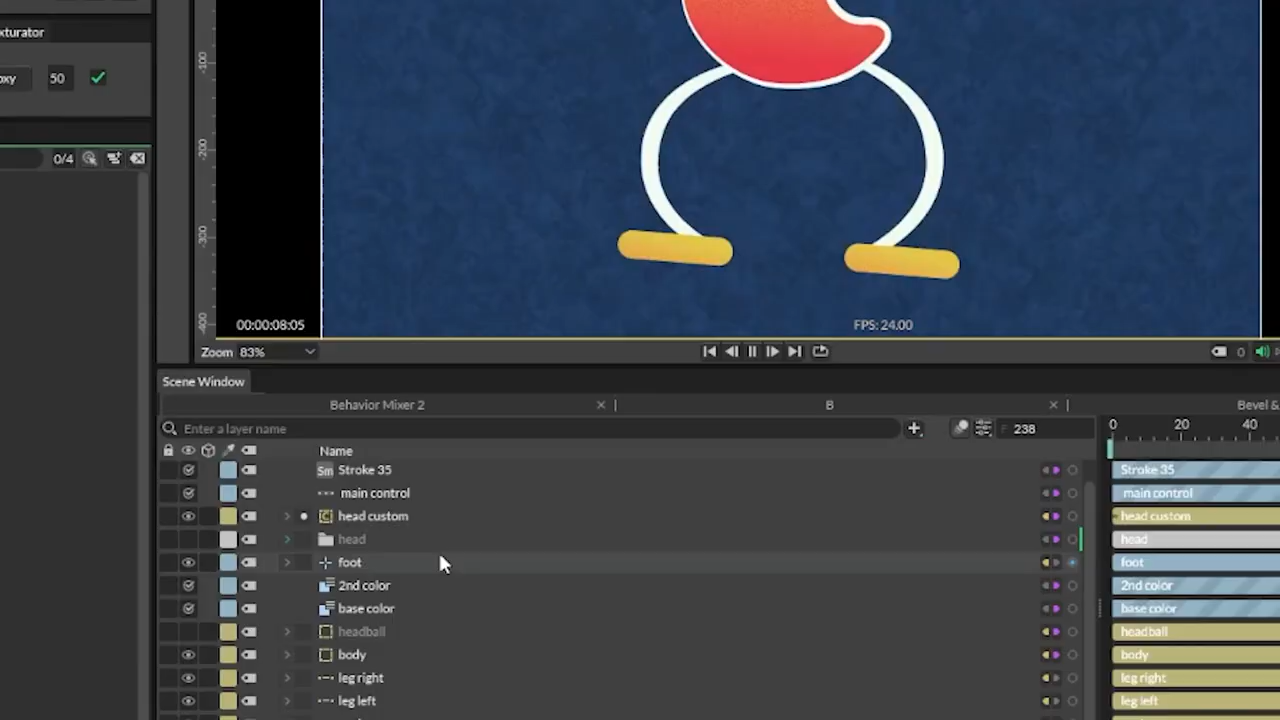 xturator
oxy 50
0/4
-100
-200
-300
-400
00:00:08:05
FPS: 24.00
Zoom 83%
0
Scene Window
Behavior Mixer 2
B
Bevel &
Enter a layer name
F 238
0 20 40
Name
Sm Stroke 35
Stroke 35
main control
main control
head custom
head custom
head
head
foot
foot
2nd color
2nd color
base color
base color
headball
headball
body
body
leg right
leg right
leg left
leg left